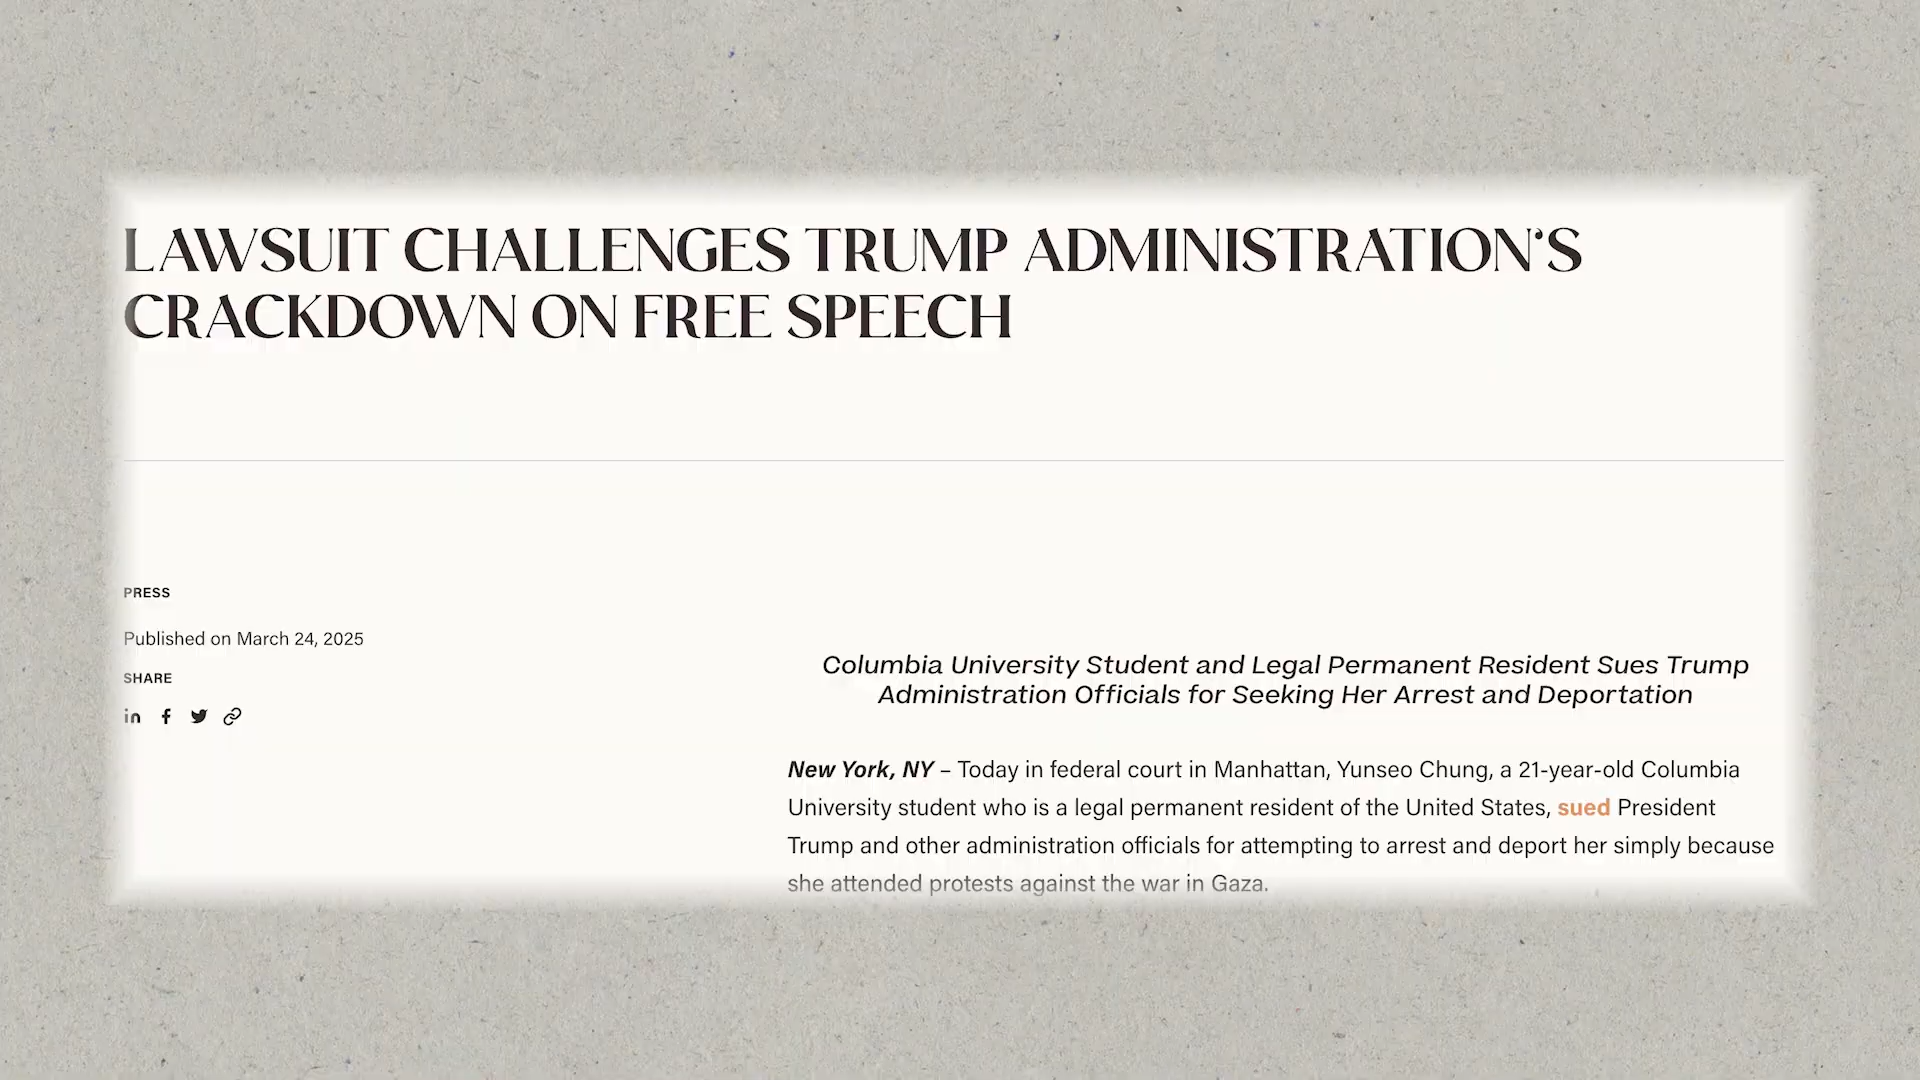 LAWSUIT CHALLENGES TRUMP ADMINISTRATION'S
CRACKDOWN ON FREE SPEECH
PRESS
Published on March 24, 2025
SHARE
Columbia University Student and Legal Permanent Resident Sues Trump
Administration Officials for Seeking Her Arrest and Deportation
New York, NY – Today in federal court in Manhattan, Yunseo Chung, a 21-year-old Columbia
University student who is a legal permanent resident of the United States, sued President
Trump and other administration officials for attempting to arrest and deport her simply because
she attended protests against the war in Gaza.